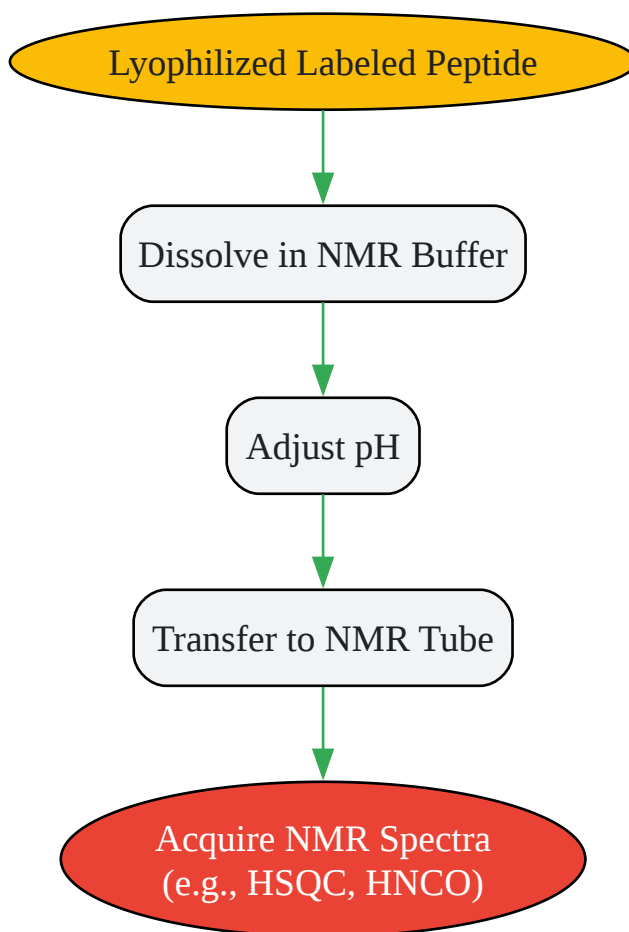 Lyophilized Labeled Peptide
Dissolve in NMR Buffer
Adjust pH
Transfer to NMR Tube
Acquire NMR Spectra
(e.g., HSQC, HNCO)